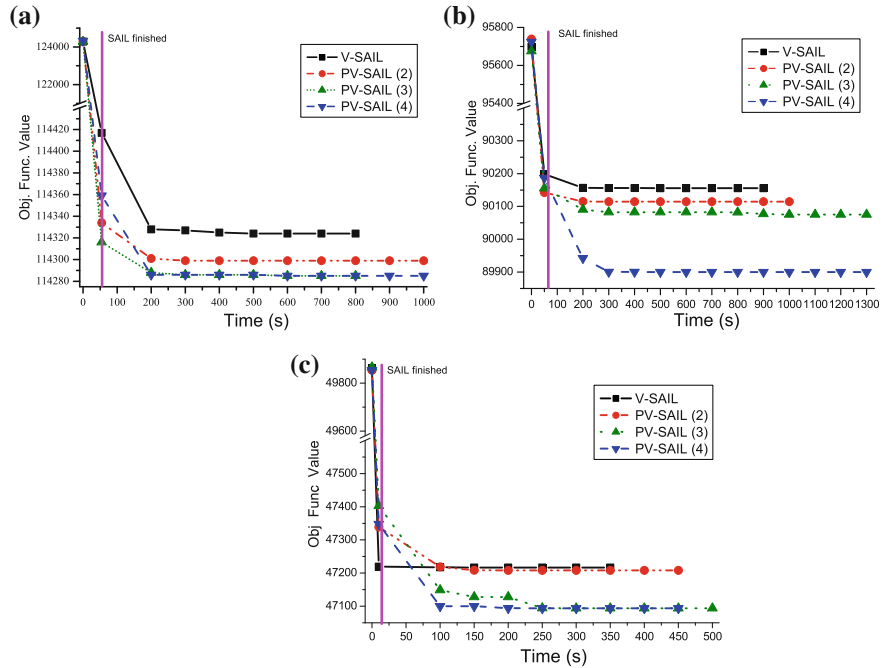 (a)
SAIL finished
124000
122000
114420
114400
114380
114360
114340
114320
114300
114280
Obj. Func. Value
V-SAIL
PV-SAIL (2)
PV-SAIL (3)
PV-SAIL (4)
0 100 200 300 400 500 600 700 800 900 1000
Time (s)
(b)
SAIL finished
95800
95600
95400
90300
90200
90100
90000
89900
Obj. Func. Value
V-SAIL
PV-SAIL (2)
PV-SAIL (3)
PV-SAIL (4)
0 100 200 300 400 500 600 700 800 900 1000 1100 1200 1300
Time (s)
(c)
SAIL finished
49800
49600
47500
47400
47300
47200
47100
Obj Func Value
V-SAIL
PV-SAIL (2)
PV-SAIL (3)
PV-SAIL (4)
0 50 100 150 200 250 300 350 400 450 500
Time (s)